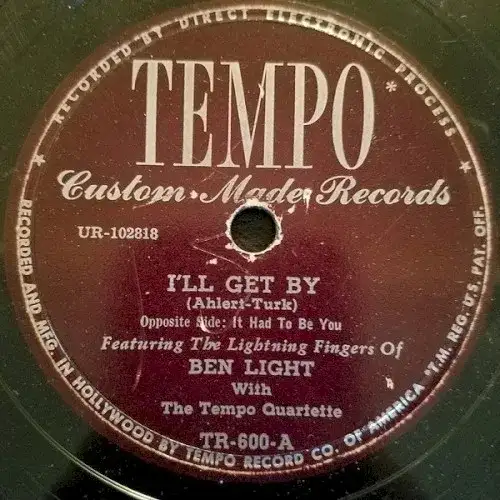 * RECORDED BY DIRECT ELECTRONIC PROCESS *
TEMPO
Custom-Made Records
UR-102818
I'LL GET BY
(Ahlert-Turk)
Opposite Side: It Had To Be You
Featuring The Lightning Fingers Of
BEN LIGHT
With
The Tempo Quartette
TR-600-A
RECORDED AND MFG. IN HOLLYWOOD BY TEMPO RECORD CO. OF AMERICA *T.M. REG. U.S. PAT. OFF.